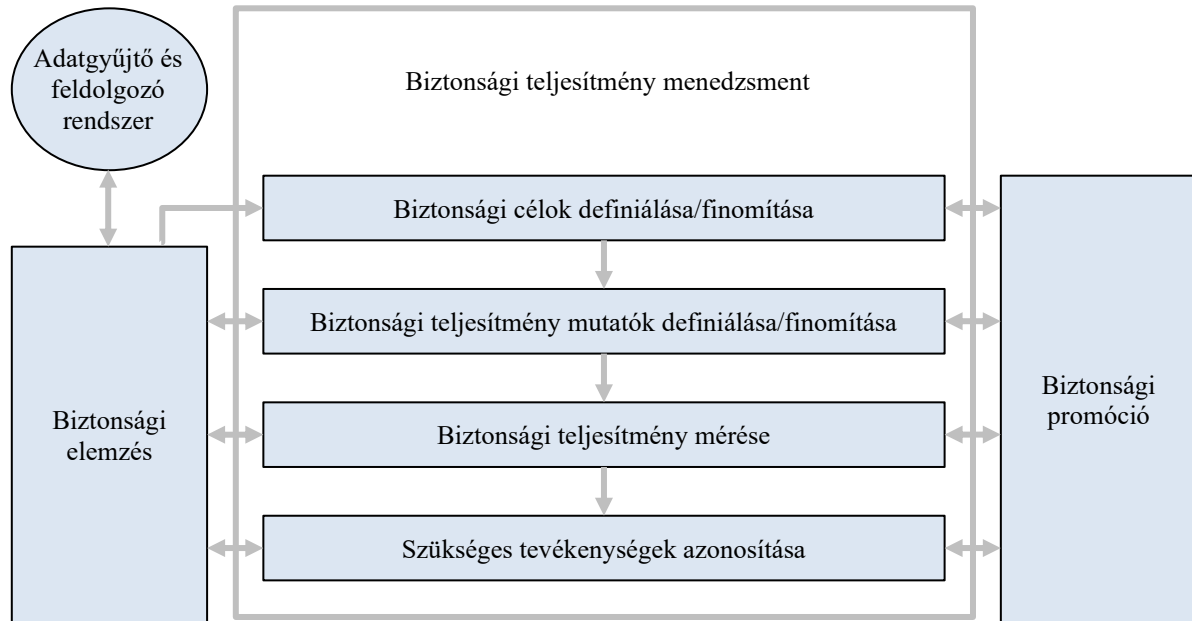 Adatgyűjtő és
feldolgozó
rendszer
Biztonsági teljesítmény menedzsment
Biztonsági célok definiálása/finomítása
Biztonsági teljesítmény mutatók definiálása/finomítása
Biztonsági teljesítmény mérése
Szükséges tevékenységek azonosítása
Biztonsági
elemzés
Biztonsági
promóció